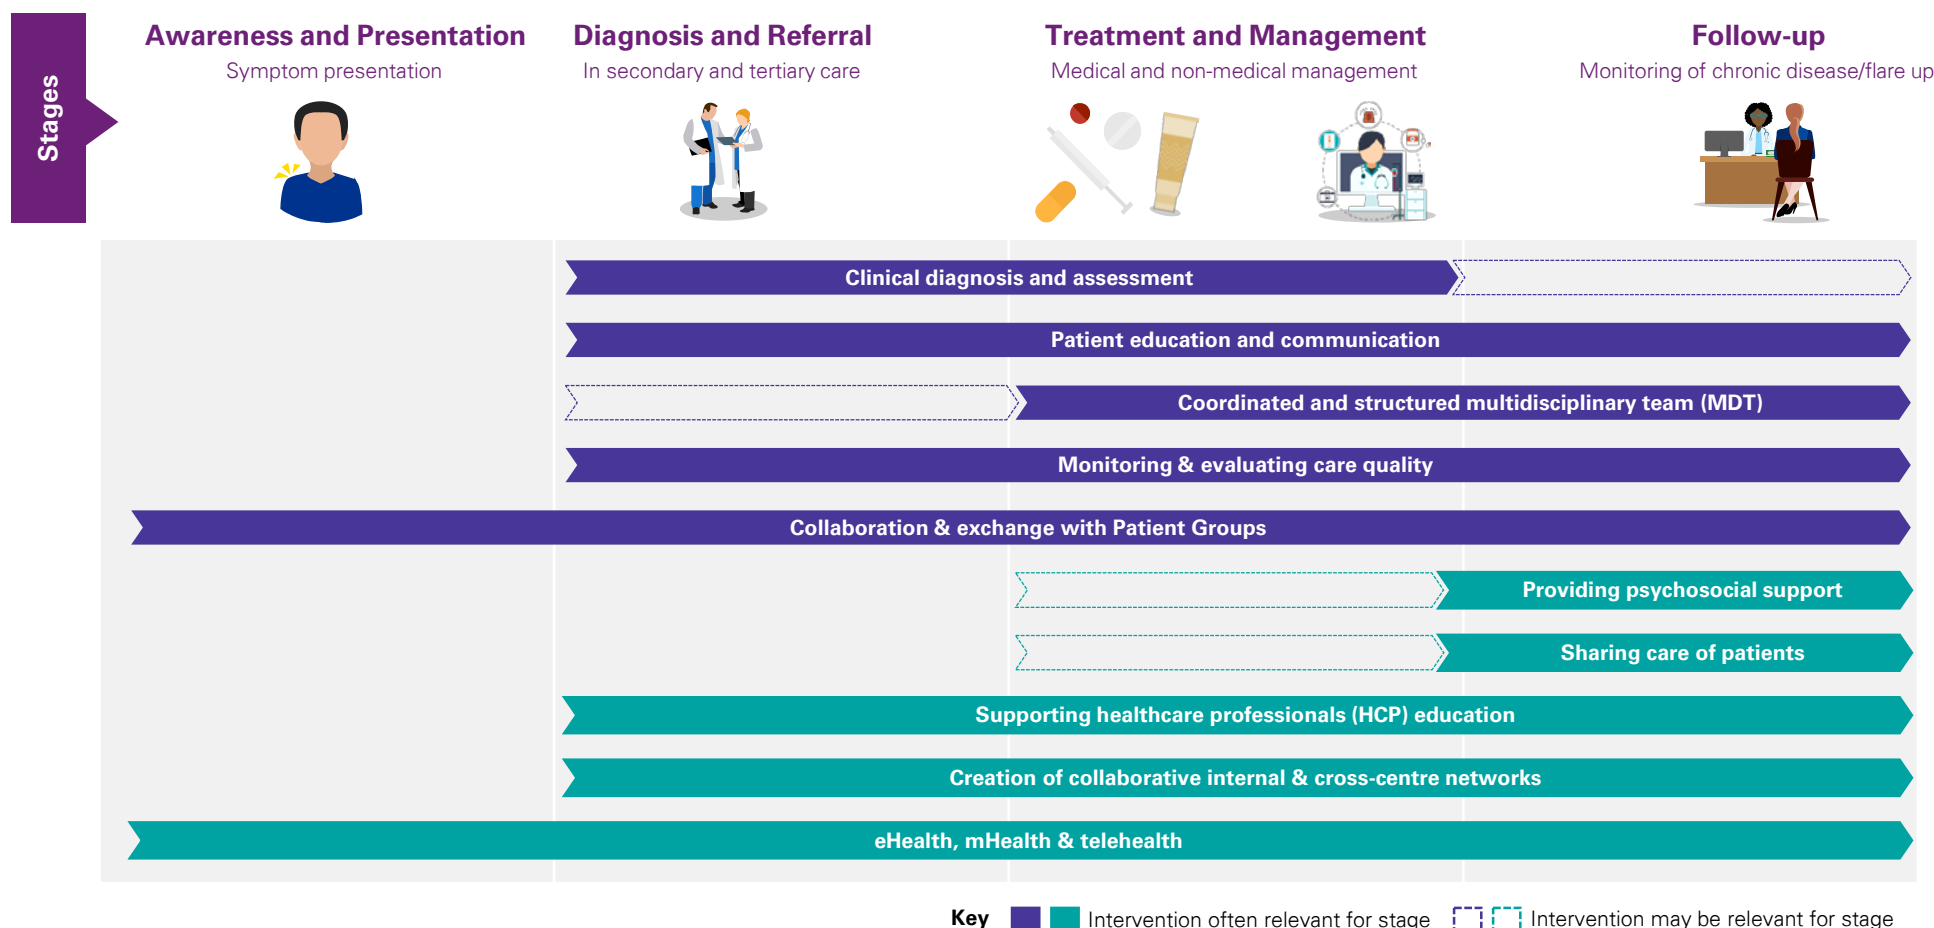 Stages
Awareness and Presentation
Symptom presentation
Diagnosis and Referral
In secondary and tertiary care
Treatment and Management
Medical and non-medical management
Follow-up
Monitoring of chronic disease/flare up
Clinical diagnosis and assessment
Patient education and communication
Coordinated and structured multidisciplinary team (MDT)
Monitoring & evaluating care quality
Collaboration & exchange with Patient Groups
Providing psychosocial support
Sharing care of patients
Supporting healthcare professionals (HCP) education
Creation of collaborative internal & cross-centre networks
eHealth, mHealth & telehealth
Key Intervention often relevant for stage Intervention may be relevant for stage